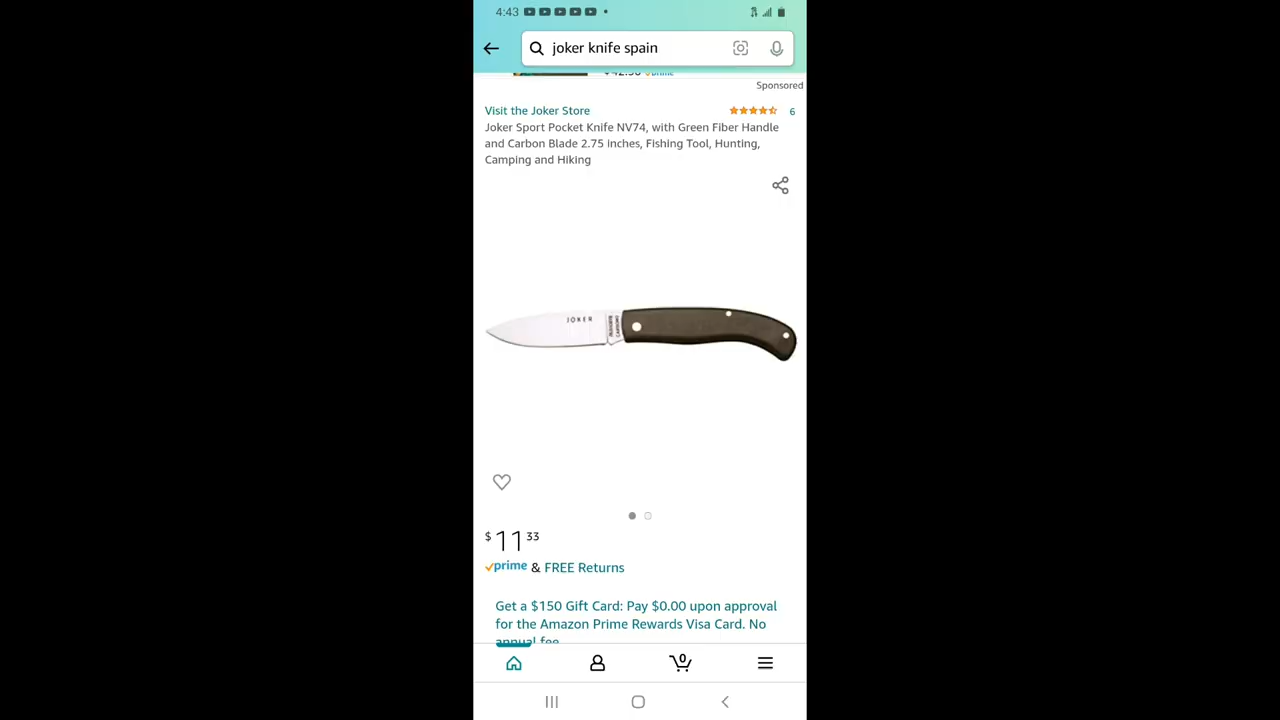 4:43
joker knife spain
Sponsored
Visit the Joker Store
6
Joker Sport Pocket Knife NV74, with Green Fiber Handle
and Carbon Blade 2.75 inches, Fishing Tool, Hunting,
Camping and Hiking
JOKER
$11 33
prime & FREE Returns
Get a $150 Gift Card: Pay $0.00 upon approval
for the Amazon Prime Rewards Visa Card. No
annual fee
0